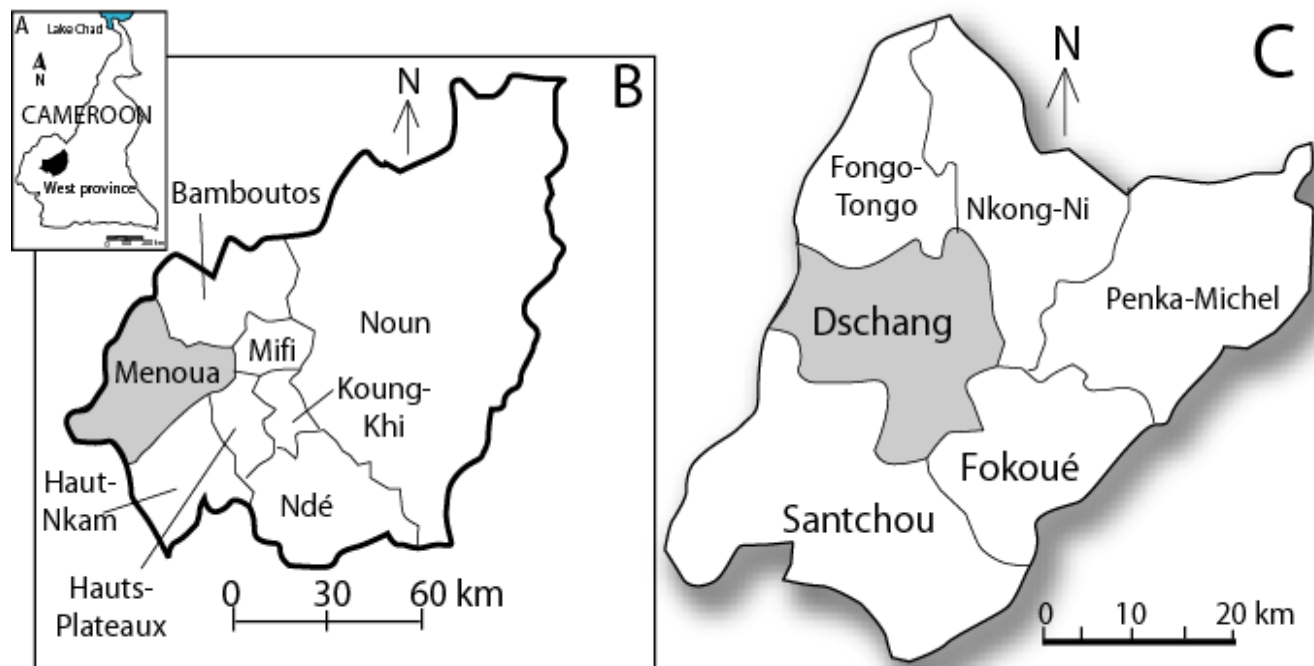 A
Lake Chad
N
CAMEROON
West province
B
N
Bamboutos
Noun
Mifi
Menoua
Koung-
Khi
Haut-
Nkam
Ndé
Hauts-
Plateaux
0 30 60 km
C
N
Fongo-
Tongo
Nkong-Ni
Penka-Michel
Dschang
Fokoué
Santchou
0 10 20 km